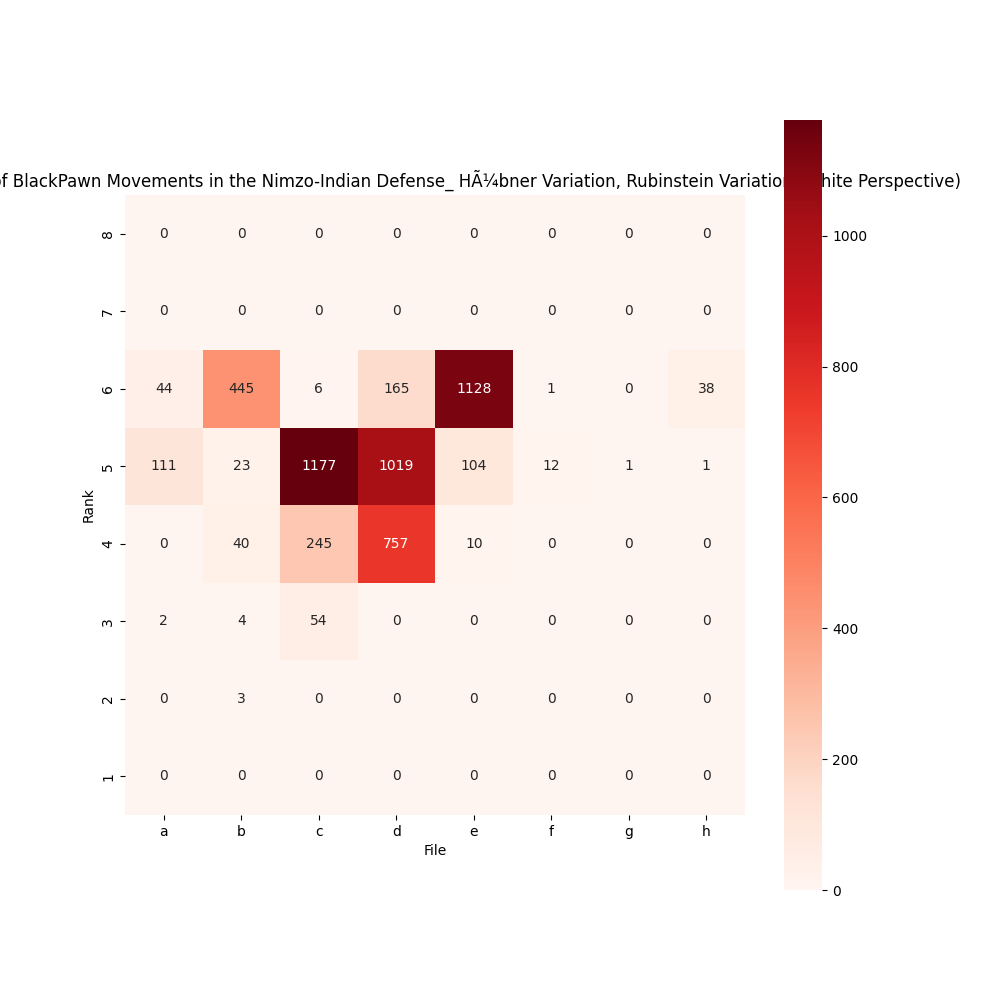 of BlackPawn Movements in the Nimzo-Indian Defense_ HÃ¼bner Variation, Rubinstein Variation hite Perspective)
8 0 0 0 0 0 0 0 0
7 0 0 0 0 0 0 0 0
6 44 445 6 165 1128 1 0 38
5 111 23 1177 1019 104 12 1 1
4 0 40 245 757 10 0 0 0
3 2 4 54 0 0 0 0 0
2 0 3 0 0 0 0 0 0
1 0 0 0 0 0 0 0 0
a b c d e f g h
File
Rank
1000
800
600
400
200
0